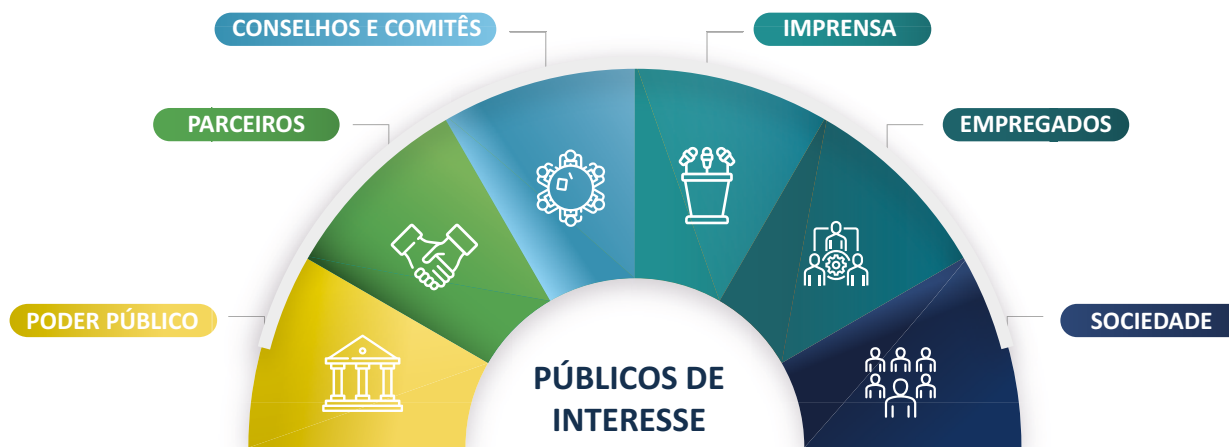 CONSELHOS E COMITÊS
IMPRENSA
PARCEIROS
EMPREGADOS
PODER PÚBLICO
SOCIEDADE
PÚBLICOS DE
INTERESSE